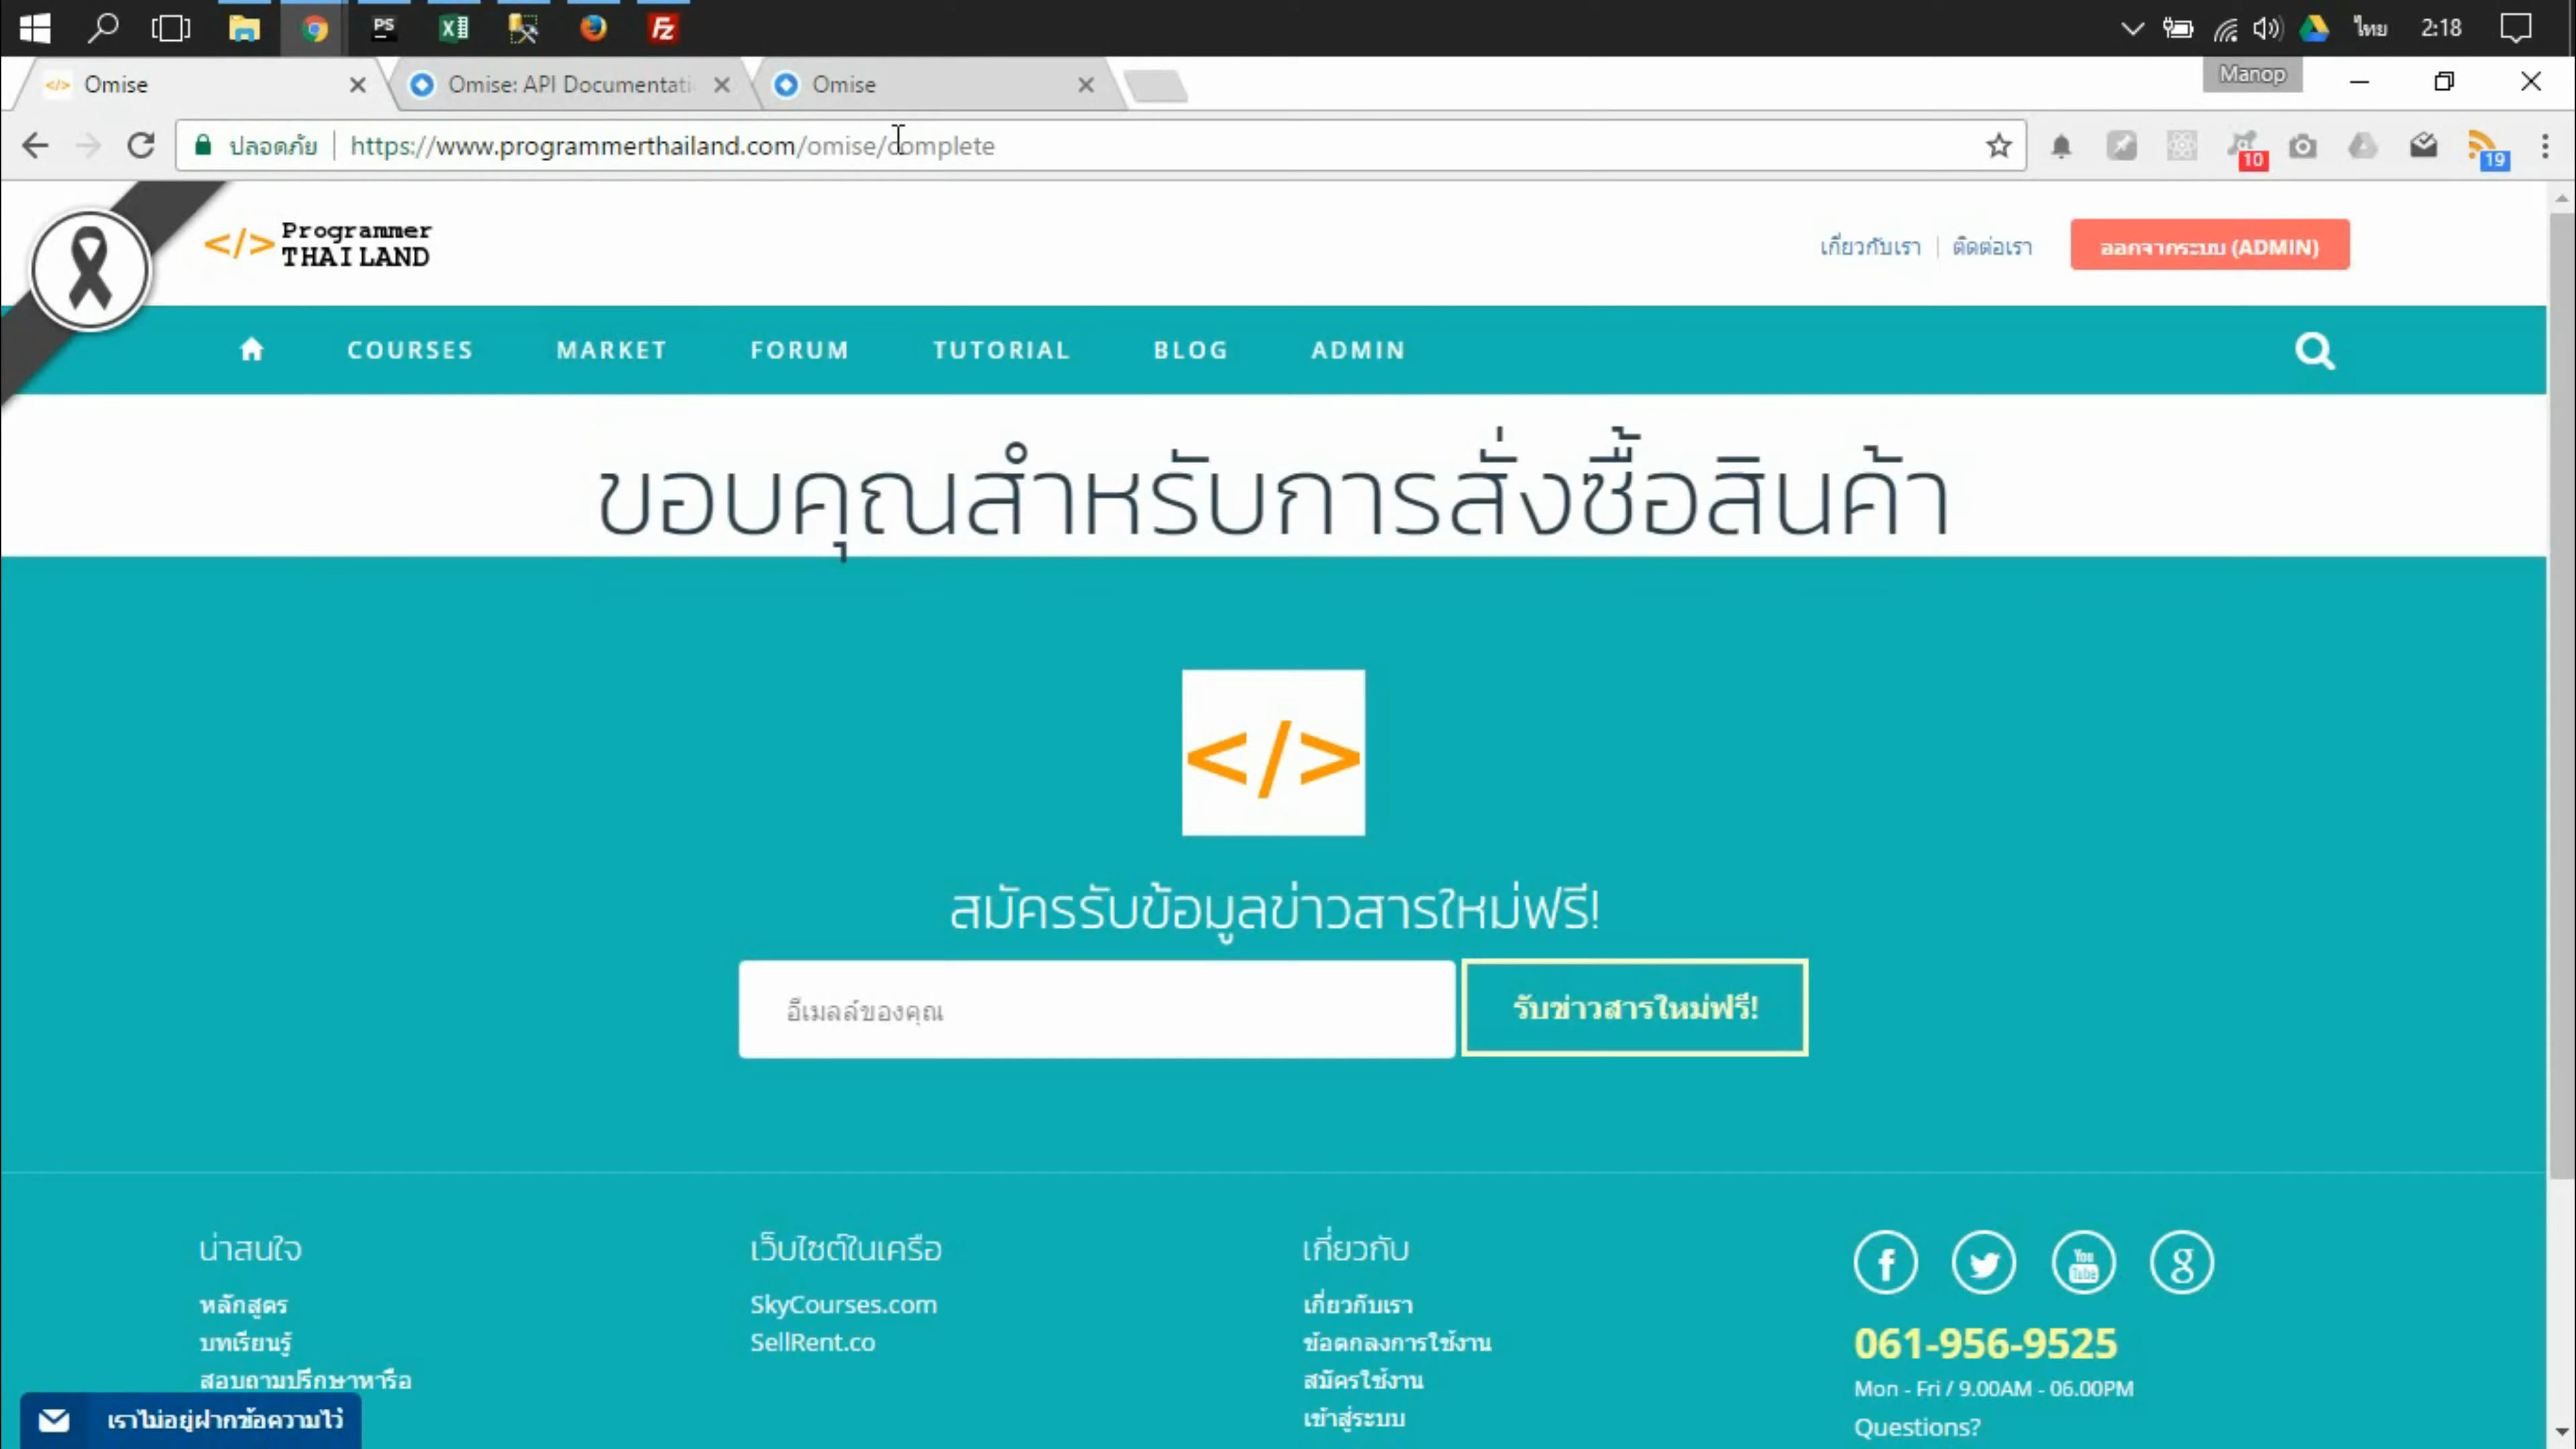 PS
ไทย
2:18
Omise
Omise: API Documentati
Omise
Manop
ปลอดภัย
https://www.programmerthailand.com/omise/complete
10
19
</> Programmer
THAILAND
เกี่ยวกับเรา
ติดต่อเรา
ออกจากระบบ (ADMIN)
COURSES
MARKET
FORUM
TUTORIAL
BLOG
ADMIN
ขอบคุณสำหรับการสั่งซื้อสินค้า
</>
สมัครรับข้อมูลข่าวสารใหม่ฟรี!
อีเมลล์ของคุณ
รับข่าวสารใหม่ฟรี!
น่าสนใจ
หลักสูตร
บทเรียนรู้
สอบถามปรึกษาหารือ
เว็บไซต์ในเครือ
SkyCourses.com
SellRent.co
เกี่ยวกับ
เกี่ยวกับเรา
ข้อตกลงการใช้งาน
สมัครใช้งาน
เข้าสู่ระบบ
You
Tube
061-956-9525
Mon - Fri / 9.00AM - 06.00PM
Questions?
เราไม่อยู่ฝากข้อความไว้